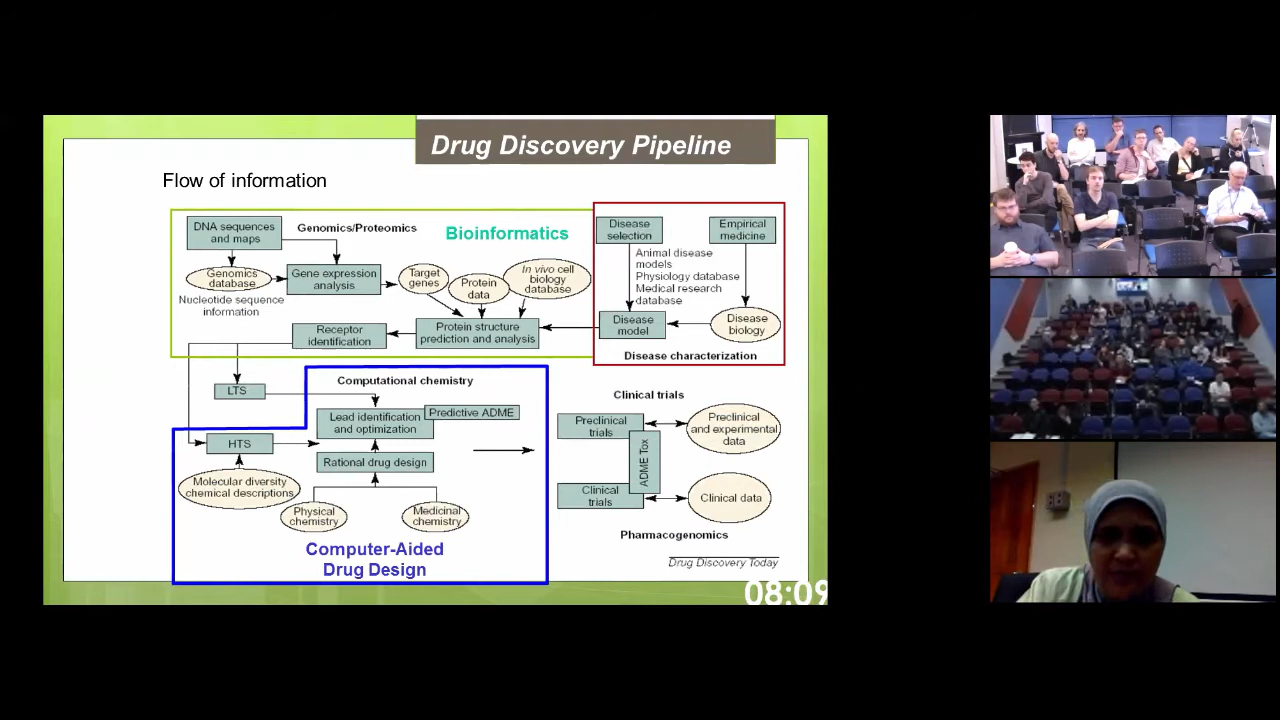 Drug Discovery Pipeline
Flow of information
DNA sequences
and maps
Genomics/Proteomics
Bioinformatics
Genomics
database
Gene expression
analysis
Target
genes
Protein
data
In vivo cell
biology
database
Nucleotide sequence
information
Receptor
identification
Protein structure
prediction and analysis
Disease
selection
Empirical
medicine
Animal disease
models
Physiology database
Medical research
database
Disease
model
Disease
biology
Disease characterization
LTS
Computational chemistry
Lead identification
and optimization
Predictive ADME
HTS
Rational drug design
Molecular diversity
chemical descriptions
Physical
chemistry
Medicinal
chemistry
Computer-Aided
Drug Design
Clinical trials
Preclinical
trials
Preclinical
and experimental
data
ADME Tox
Clinical
trials
Clinical data
Pharmacogenomics
Drug Discovery Today
08:09